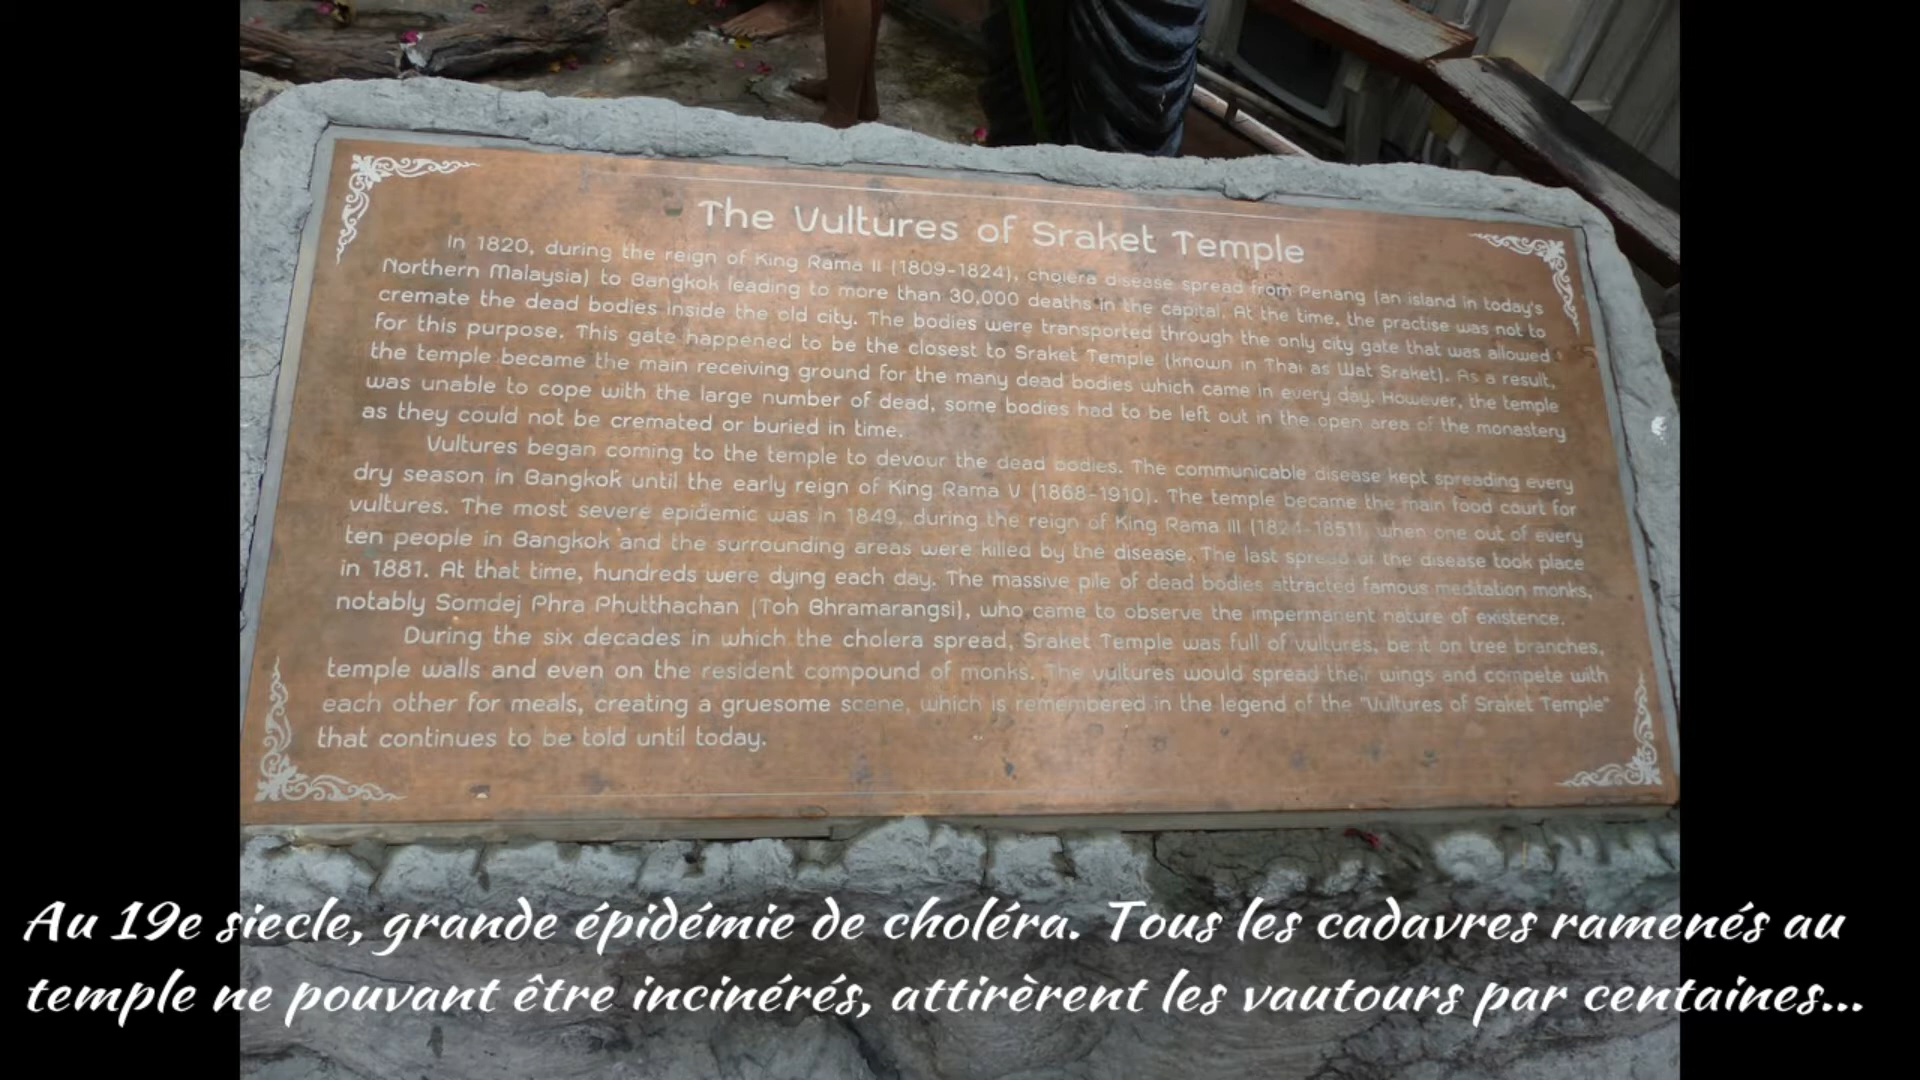 The Vultures of Sraket Temple
In 1820, during the reign of King Rama II (1809-1824), cholera disease spread from Penang (an island in today's
Northern Malaysia) to Bangkok leading to more than 30,000 deaths in the capital. At the time, the practise was not to
cremate the dead bodies inside the old city. The bodies were transported through the only city gate that was allowed
for this purpose. This gate happened to be the closest to Sraket Temple (known in Thai as Wat Sraket). As a result,
the temple became the main receiving ground for the many dead bodies which came in every day. However, the temple
was unable to cope with the large number of dead, some bodies had to be left out in the open area of the monastery
as they could not be cremated or buried in time.
Vultures began coming to the temple to devour the dead bodies. The communicable disease kept spreading every
dry season in Bangkok until the early reign of King Rama V (1868-1910). The temple became the main food court for
vultures. The most severe epidemic was in 1849, during the reign of King Rama III (1824-1851), when one out of every
ten people in Bangkok and the surrounding areas were killed by the disease. The last spread of the disease took place
in 1881. At that time, hundreds were dying each day. The massive pile of dead bodies attracted famous meditation monks,
notably Somdej Phra Phutthachan (Toh Bhramarangsi), who came to observe the impermanent nature of existence.
During the six decades in which the cholera spread, Sraket Temple was full of vultures, be it on tree branches,
temple walls and even on the resident compound of monks. The vultures would spread their wings and compete with
each other for meals, creating a gruesome scene, which is remembered in the legend of the "Vultures of Sraket Temple"
that continues to be told until today.
Au 19e siecle, grande épidémie de choléra. Tous les cadavres ramenés au
temple ne pouvant être incinérés, attirèrent les vautours par centaines...